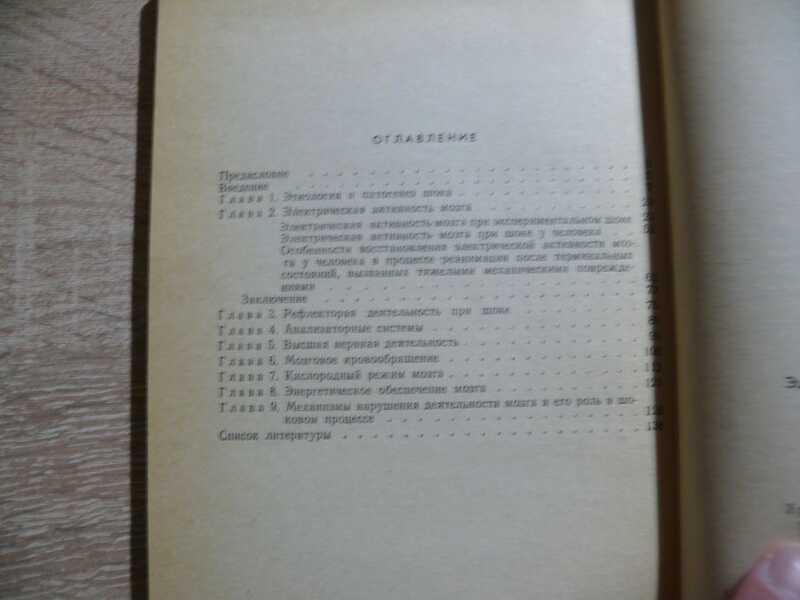 ОГЛАВЛЕНИЕ
Предисловие
Введение
Глава 1. Этиология и патогенез шока
Глава 2. Электрическая активность мозга
Электрическая активность мозга при экспериментальном шоке
Электрическая активность мозга при шоке у человека
Особенности восстановления электрической активности моз-
га у человека в процессе реанимации после терминальных
состояний, вызванных тяжелыми механическими поврежде-
ниями
Заключение
Глава 3. Рефлекторная деятельность при шоке
Глава 4. Анализаторные системы
Глава 5. Высшая нервная деятельность
Глава 6. Мозговое кровообращение
Глава 7. Кислородный режим мозга
Глава 8. Энергетическое обеспечение мозга
Глава 9. Механизмы нарушения деятельности мозга и его роль в шо-
ковом процессе
Список литературы